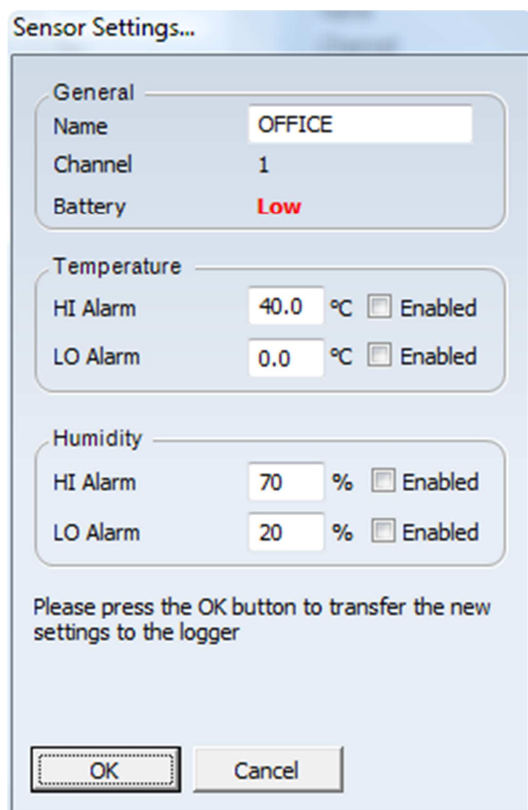 Sensor Settings...
General
Name OFFICE
Channel 1
Battery Low
Temperature
HI Alarm 40.0 °C Enabled
LO Alarm 0.0 °C Enabled
Humidity
HI Alarm 70 % Enabled
LO Alarm 20 % Enabled
Please press the OK button to transfer the new
settings to the logger
OK Cancel